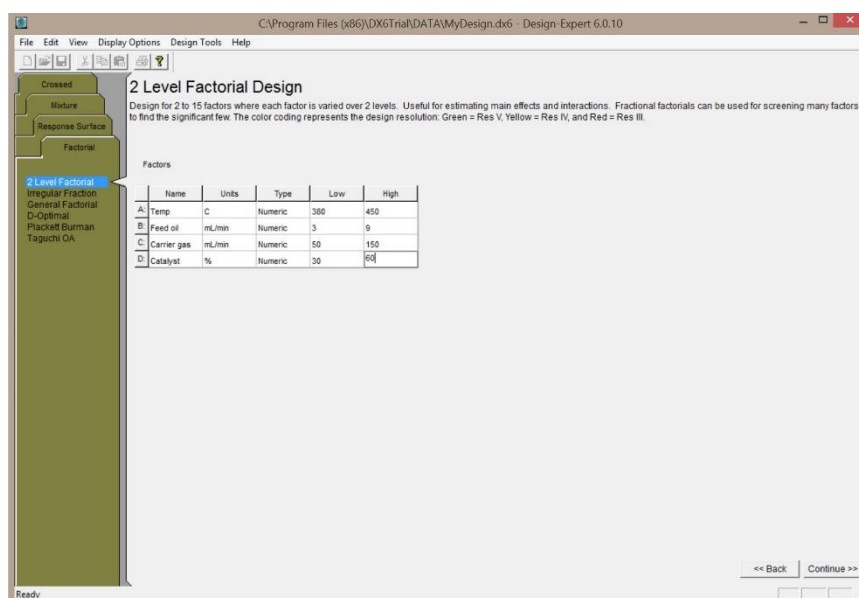 C:\Program Files (x86)\DX6Trial\DATA\MyDesign.dx6 - Design-Expert 6.0.10
File Edit View Display Options Design Tools Help
Crossed
Mixture
Response Surface
Factorial
2 Level Factorial
Irregular Fraction
General Factorial
D-Optimal
Plackett Burman
Taguchi OA
2 Level Factorial Design
Design for 2 to 15 factors where each factor is varied over 2 levels. Useful for estimating main effects and interactions. Fractional factorials can be used for screening many factors
to find the significant few. The color coding represents the design resolution: Green = Res V, Yellow = Res IV, and Red = Res III.
Factors
Name Units Type Low High
A: Temp C Numeric 380 450
B: Feed oil mL/min Numeric 3 9
C: Carrier gas mL/min Numeric 50 150
D: Catalyst % Numeric 30 60
<< Back Continue >>
Ready